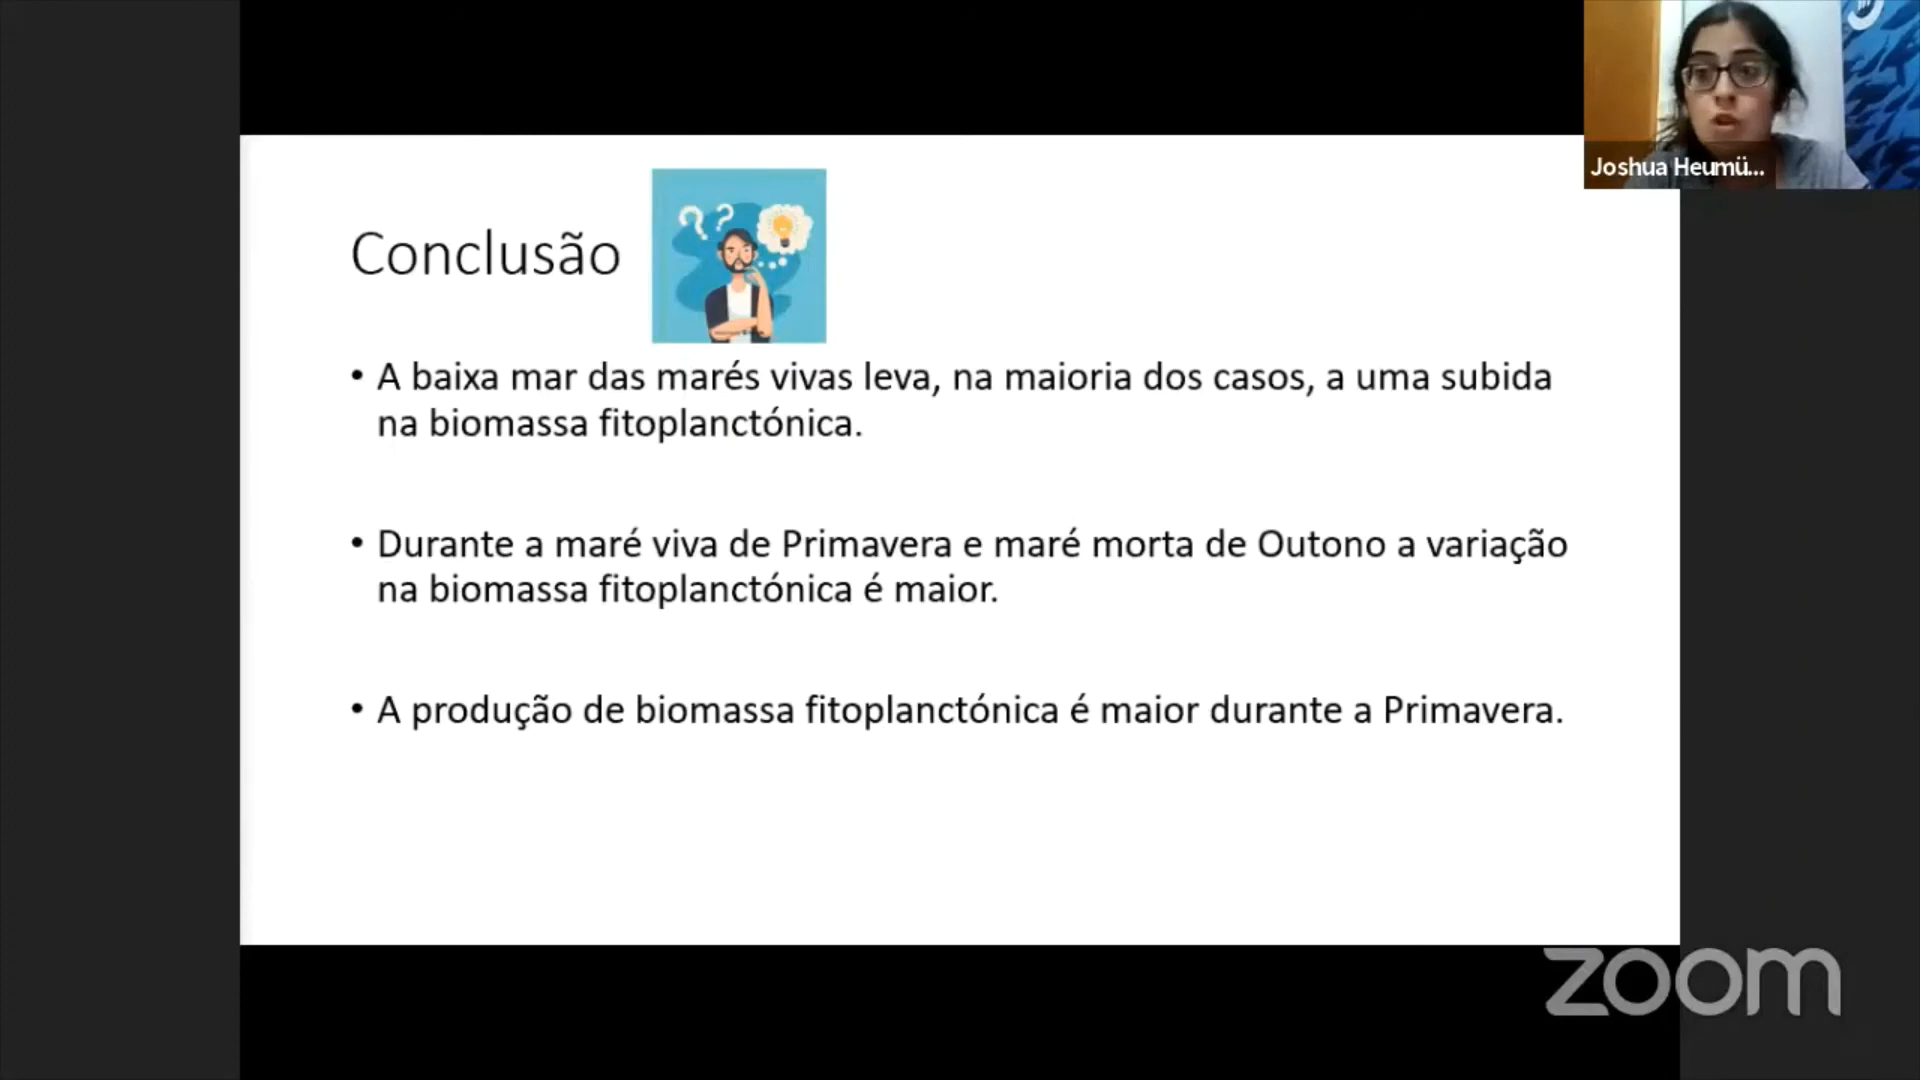 Joshua Heumü...
Conclusão
? ?
• A baixa mar das marés vivas leva, na maioria dos casos, a uma subida
na biomassa fitoplanctónica.
• Durante a maré viva de Primavera e maré morta de Outono a variação
na biomassa fitoplanctónica é maior.
• A produção de biomassa fitoplanctónica é maior durante a Primavera.
zoom